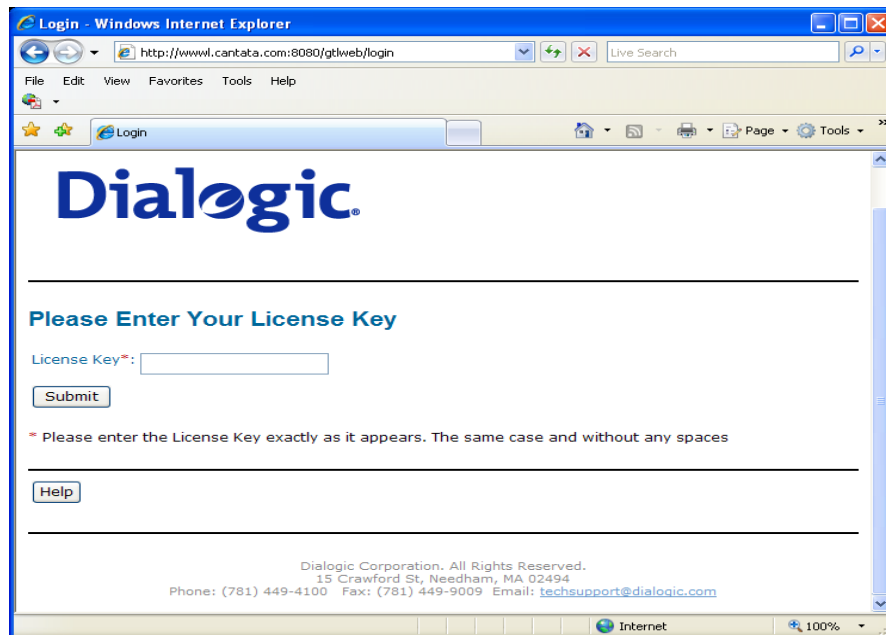 Login - Windows Internet Explorer
http://wwwl.cantata.com:8080/gtlweb/login
Live Search
File Edit View Favorites Tools Help
Login
Page Tools
Dialogic.
Please Enter Your License Key
License Key*:
Submit
* Please enter the License Key exactly as it appears. The same case and without any spaces
Help
Dialogic Corporation. All Rights Reserved.
15 Crawford St, Needham, MA 02494
Phone: (781) 449-4100 Fax: (781) 449-9009 Email: techsupport@dialogic.com
Internet 100%